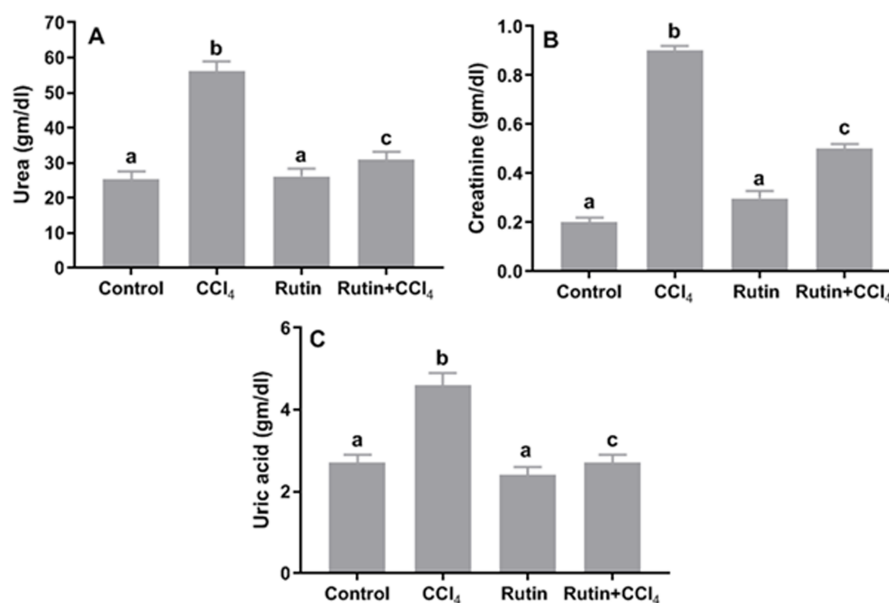 A
Urea (gm/dl)
70
60
50
40
30
20
10
0
a
b
a
c
Control
CCl₄
Rutin
Rutin+CCl₄
B
Creatinine (gm/dl)
1.0
0.8
0.6
0.4
0.2
0.0
a
b
a
c
Control
CCl₄
Rutin
Rutin+CCl₄
C
Uric acid (gm/dl)
6
4
2
0
a
b
a
c
Control
CCl₄
Rutin
Rutin+CCl₄